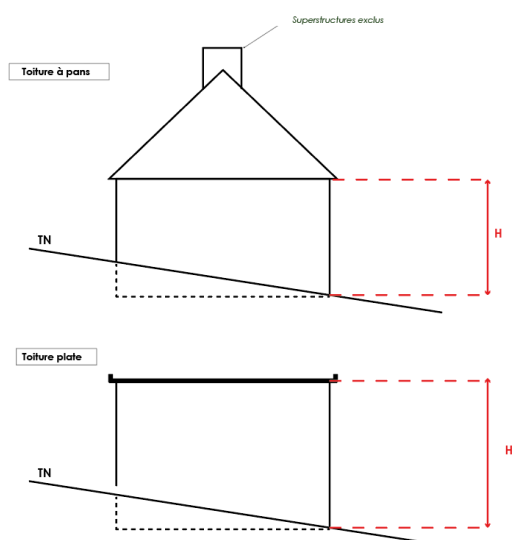 Superstructures exclus
Toiture à pans
H
TN
Toiture plate
H
TN